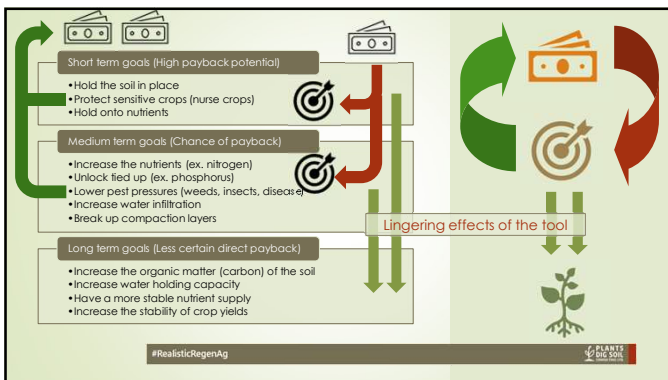 Short term goals (High payback potential)
•Hold the soil in place
•Protect sensitive crops (nurse crops)
•Hold onto nutrients
Medium term goals (Chance of payback)
•Increase the nutrients (ex. nitrogen)
•Unlock tied up (ex. phosphorus)
•Lower pest pressures (weeds, insects, disease)
•Increase water infiltration
•Break up compaction layers
Lingering effects of the tool
Long term goals (Less certain direct payback)
•Increase the organic matter (carbon) of the soil
•Increase water holding capacity
•Have a more stable nutrient supply
•Increase the stability of crop yields
#RealisticRegenAg
PLANTS
DIG SOIL